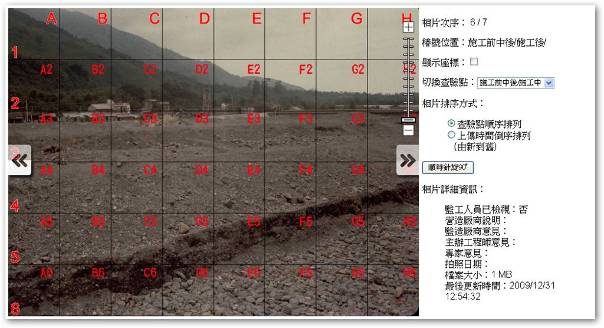 A B C D E F G H
1
A2 B2 C2 D2 E2 F2 G2
2
A3 B3 C3 D3 E3 F3 G3
A4 B4 C4 D4 E4 F4 G4
4
A5 B5 C5 D5 E5 F5 G5
5
A6 B6 C6 D6 E6 F6 G6
相片次序：6 / 7
樁號位置：施工前中後/施工後/
顯示座標：
切換查驗點：施工前中後/施工中
相片排序方式：
查驗點順序排列
上傳時間倒序排列
(由新到舊)
順時針旋90°
相片詳細資訊：
監工人員已檢視：否
營造廠商說明：
監造廠商意見：
主辦工程師意見：
專家意見：
拍照日期：
檔案大小：1 MB
最後更新時間：2009/12/31
12:54:32